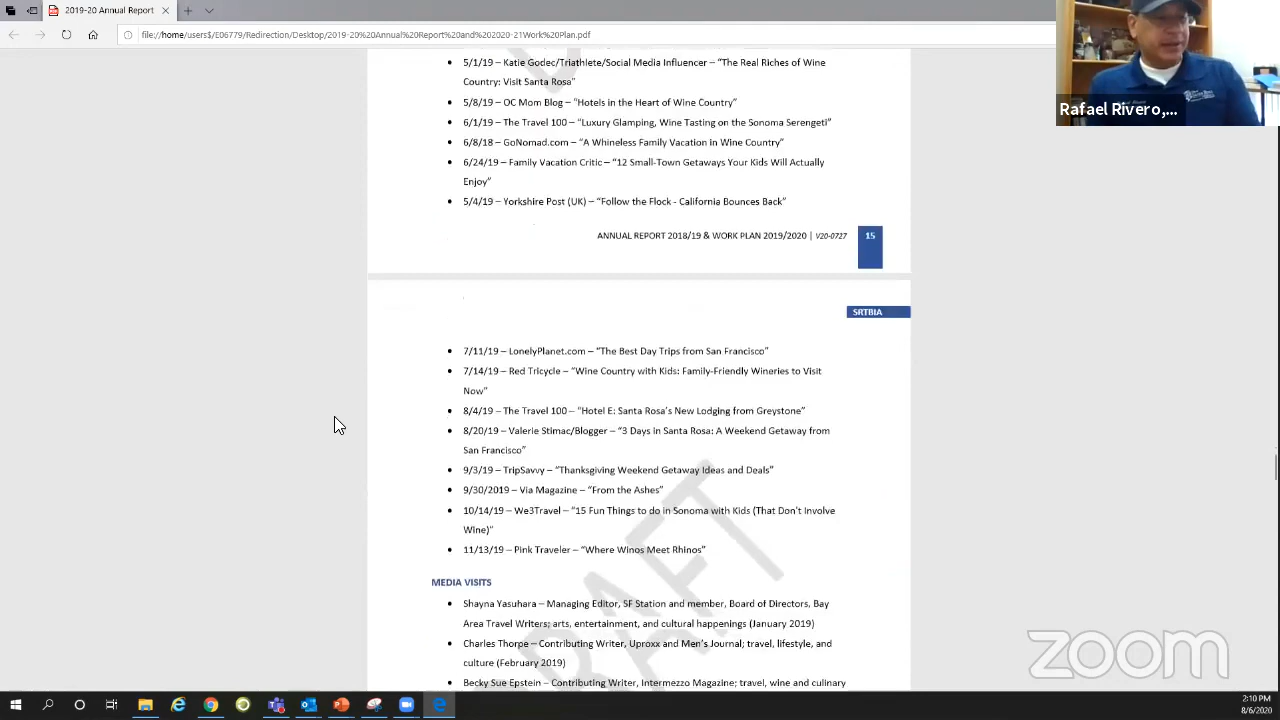 2019-20 Annual Report
file://home/users$/E06779/Redirection/Desktop/2019-20%20Annual%20Report%20and%202020-21Work%20Plan.pdf
Rafael Rivero,...
5/1/19 – Katie Godec/Triathlete/Social Media Influencer – “The Real Riches of Wine
Country: Visit Santa Rosa”
5/8/19 – OC Mom Blog – “Hotels in the Heart of Wine Country”
6/1/19 – The Travel 100 – “Luxury Glamping, Wine Tasting on the Sonoma Serengeti”
6/8/18 – GoNomad.com – “A Whineless Family Vacation in Wine Country”
6/24/19 – Family Vacation Critic – “12 Small-Town Getaways Your Kids Will Actually
Enjoy”
5/4/19 – Yorkshire Post (UK) – “Follow the Flock - California Bounces Back”
ANNUAL REPORT 2018/19 & WORK PLAN 2019/2020 | V20-0727 15
SRTBIA
7/11/19 – LonelyPlanet.com – “The Best Day Trips from San Francisco”
7/14/19 – Red Tricycle – “Wine Country with Kids: Family-Friendly Wineries to Visit
Now”
8/4/19 – The Travel 100 – “Hotel E: Santa Rosa’s New Lodging from Greystone”
8/20/19 – Valerie Stimac/Blogger – “3 Days in Santa Rosa: A Weekend Getaway from
San Francisco”
9/3/19 – TripSavvy – “Thanksgiving Weekend Getaway Ideas and Deals”
9/30/2019 – Via Magazine – “From the Ashes”
10/14/19 – We3Travel – “15 Fun Things to do in Sonoma with Kids (That Don’t Involve
Wine)”
11/13/19 – Pink Traveler – “Where Winos Meet Rhinos”
DRAFT
MEDIA VISITS
Shayna Yasuhara – Managing Editor, SF Station and member, Board of Directors, Bay
Area Travel Writers; arts, entertainment, and cultural happenings (January 2019)
Charles Thorpe – Contributing Writer, Uproxx and Men’s Journal; travel, lifestyle, and
culture (February 2019)
Becky Sue Epstein – Contributing Writer, Intermezzo Magazine; travel, wine and culinary
zoom
2:10 PM
8/6/2020